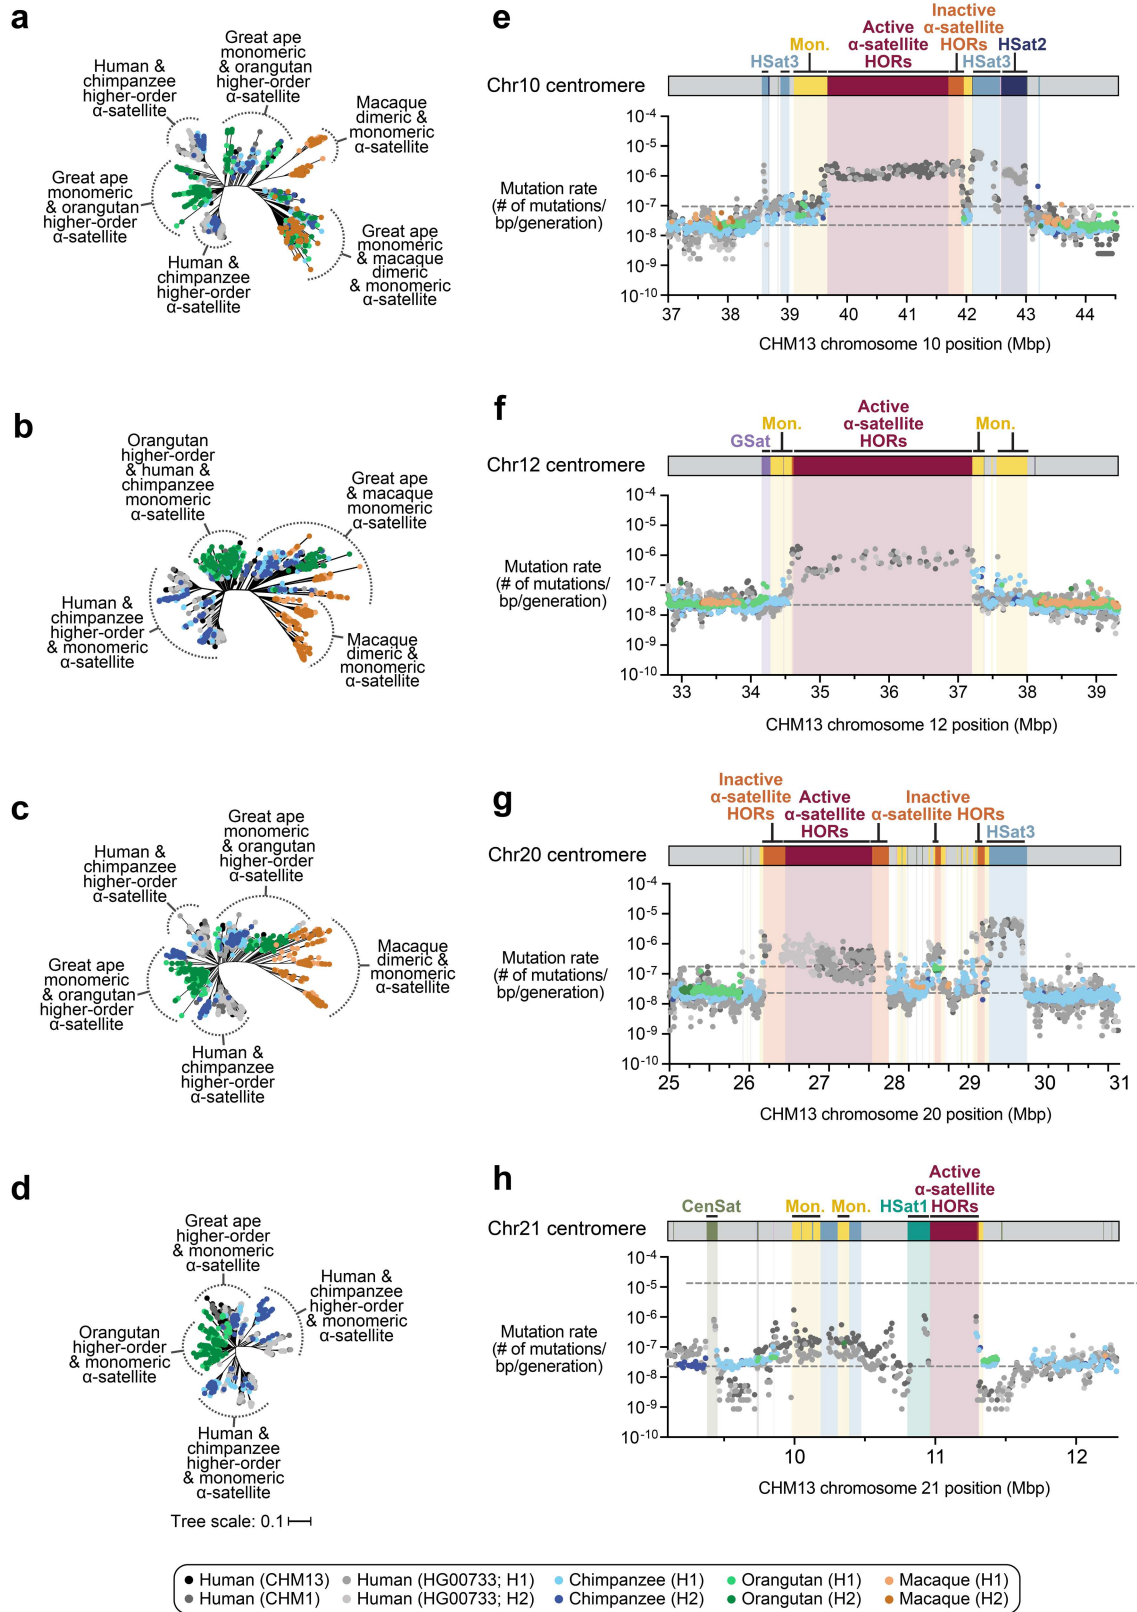 a
Great ape
monomeric
& orangutan
higher-order
α-satellite
Human &
chimpanzee
higher-order
α-satellite
Macaque
dimeric &
monomeric
α-satellite
Great ape
monomeric
& orangutan
higher-order
α-satellite
Human &
chimpanzee
higher-order
α-satellite
Great ape
monomeric
& macaque
dimeric
& monomeric
α-satellite
e
Inactive
α-satellite
HORs
Active
α-satellite
HORs
Mon.
HSat3
HSat3
HSat2
Chr10 centromere
10-4
10-5
10-6
10-7
10-8
10-9
10-10
Mutation rate
(# of mutations/
bp/generation)
37 38 39 40 41 42 43 44
CHM13 chromosome 10 position (Mbp)
b
Orangutan
higher-order
& human &
chimpanzee
monomeric
α-satellite
Great ape
& macaque
monomeric
α-satellite
Human &
chimpanzee
higher-order
& monomeric
α-satellite
Macaque
dimeric &
monomeric
α-satellite
f
Active
α-satellite
HORs
GSat
Mon.
Mon.
Chr12 centromere
10-4
10-5
10-6
10-7
10-8
10-9
10-10
Mutation rate
(# of mutations/
bp/generation)
33 34 35 36 37 38 39
CHM13 chromosome 12 position (Mbp)
c
Great ape
monomeric
& orangutan
higher-order
α-satellite
Human &
chimpanzee
higher-order
α-satellite
Great ape
monomeric
& orangutan
higher-order
α-satellite
Macaque
dimeric &
monomeric
α-satellite
Human &
chimpanzee
higher-order
α-satellite
g
Inactive
α-satellite
HORs
Active
α-satellite
HORs
Inactive
α-satellite HORs
HSat3
Chr20 centromere
10-4
10-5
10-6
10-7
10-8
10-9
10-10
Mutation rate
(# of mutations/
bp/generation)
25 26 27 28 29 30 31
CHM13 chromosome 20 position (Mbp)
d
Great ape
higher-order
& monomeric
α-satellite
Human &
chimpanzee
higher-order
& monomeric
α-satellite
Orangutan
higher-order
& monomeric
α-satellite
Human &
chimpanzee
higher-order
& monomeric
α-satellite
Tree scale: 0.1
h
Active
α-satellite
HORs
CenSat
Mon.
Mon.
HSat1
Chr21 centromere
10-4
10-5
10-6
10-7
10-8
10-9
10-10
Mutation rate
(# of mutations/
bp/generation)
10 11 12
CHM13 chromosome 21 position (Mbp)
Human (CHM13) Human (HG00733; H1) Chimpanzee (H1) Orangutan (H1) Macaque (H1)
Human (CHM1) Human (HG00733; H2) Chimpanzee (H2) Orangutan (H2) Macaque (H2)